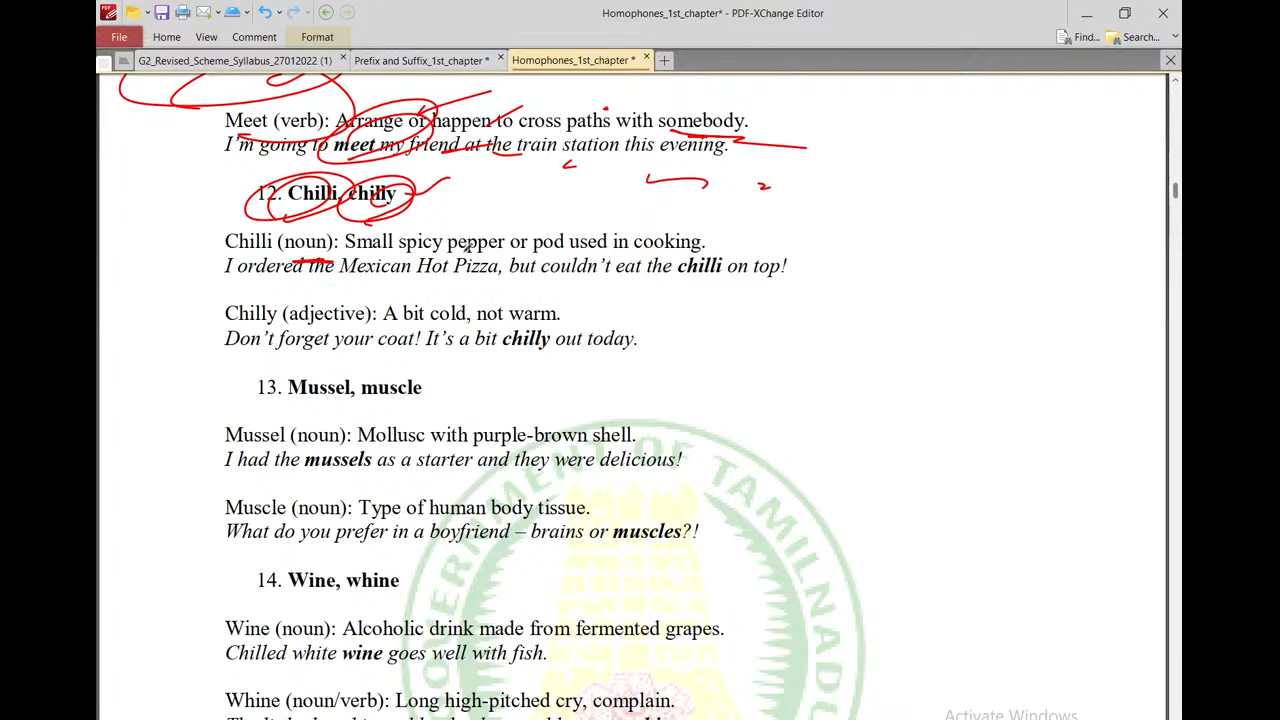 Homophones_1st_chapter* - PDF-XChange Editor
File Home View Comment Format Find... Search...
G2_Revised_Scheme_Syllabus_27012022 (1) Prefix and Suffix_1st_chapter * Homophones_1st_chapter *
Meet (verb): Arrange or happen to cross paths with somebody.
I'm going to meet my friend at the train station this evening.
12. Chilli, chilly
Chilli (noun): Small spicy pepper or pod used in cooking.
I ordered the Mexican Hot Pizza, but couldn't eat the chilli on top!
Chilly (adjective): A bit cold, not warm.
Don't forget your coat! It's a bit chilly out today.
13. Mussel, muscle
Mussel (noun): Mollusc with purple-brown shell.
I had the mussels as a starter and they were delicious!
Muscle (noun): Type of human body tissue.
What do you prefer in a boyfriend – brains or muscles?!
14. Wine, whine
Wine (noun): Alcoholic drink made from fermented grapes.
Chilled white wine goes well with fish.
Whine (noun/verb): Long high-pitched cry, complain.
GOVERNMENT OF TAMILNADU
Activate Windows